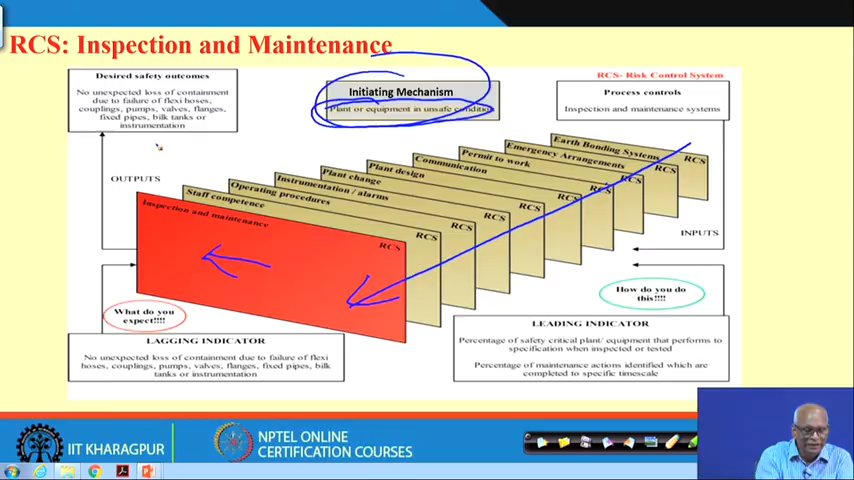 RCS: Inspection and Maintenance
Desired safety outcomes
No unexpected loss of containment
due to failure of flexi hoses,
couplings, pumps, valves, flanges,
fixed pipes, bilk tanks or
instrumentation
Initiating Mechanism
Plant or equipment in unsafe condition
RCS- Risk Control System
Process controls
Inspection and maintenance systems
OUTPUTS
INPUTS
Earth Bonding Systems
RCS
Emergency Arrangements
RCS
Permit to work
RCS
Communication
RCS
Plant design
RCS
Plant change
RCS
Instrumentation / alarms
RCS
Operating procedures
RCS
Staff competence
RCS
Inspection and maintenance
RCS
What do you
expect!!!!
How do you do
this!!!!
LAGGING INDICATOR
No unexpected loss of containment due to failure of flexi
hoses, couplings, pumps, valves, flanges, fixed pipes, bilk
tanks or instrumentation
LEADING INDICATOR
Percentage of safety critical plant/ equipment that performs to
specification when inspected or tested
Percentage of maintenance actions identified which are
completed to specific timescale
IIT KHARAGPUR
NPTEL ONLINE
CERTIFICATION COURSES